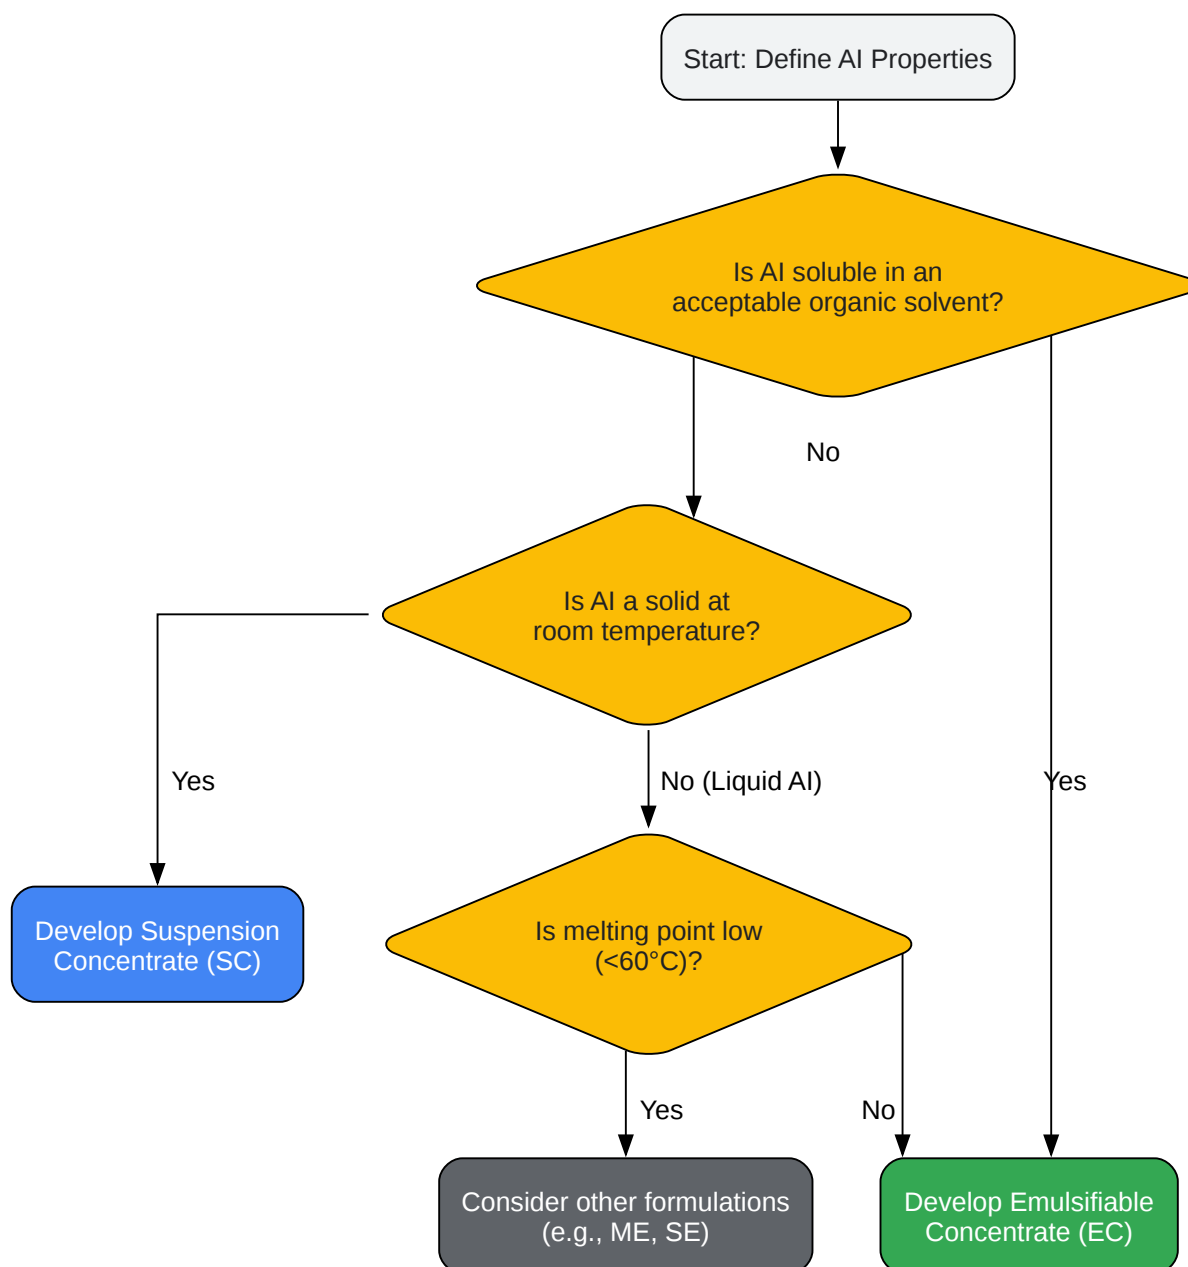 Start: Define AI Properties
Is AI soluble in an
acceptable organic solvent?
No
Is AI a solid at
room temperature?
Yes
No (Liquid AI)
Yes
Develop Suspension
Concentrate (SC)
Is melting point low
(<60°C)?
Yes
No
Consider other formulations
(e.g., ME, SE)
Develop Emulsifiable
Concentrate (EC)